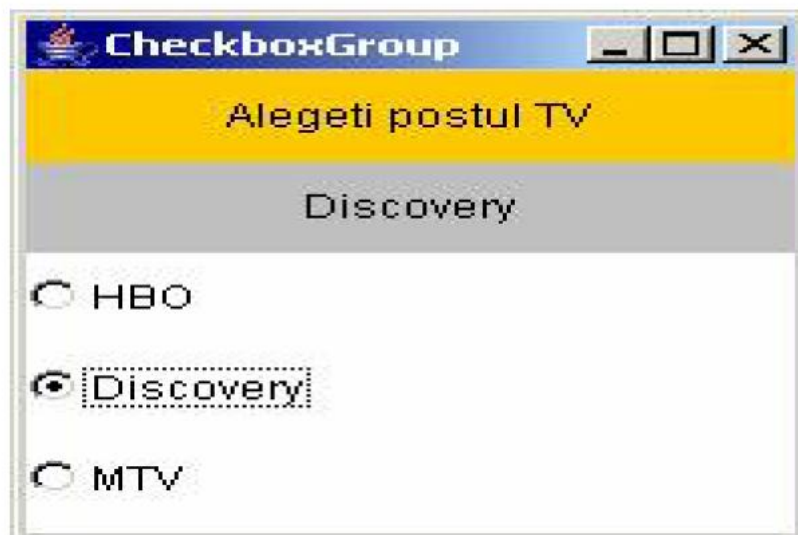 CheckboxGroup
Alegeti postul TV
Discovery
HBO
Discovery
MTV